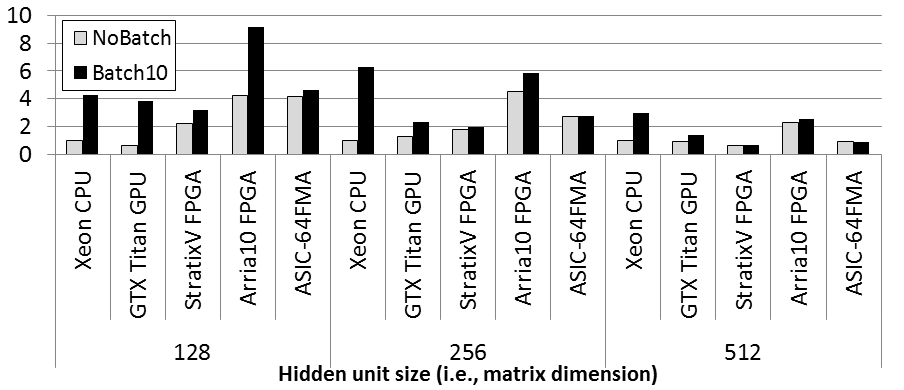 10
8
6
4
2
0
NoBatch
Batch10
Xeon CPU
GTX Titan GPU
StratixV FPGA
Arria10 FPGA
ASIC-64FMA
Xeon CPU
GTX Titan GPU
StratixV FPGA
Arria10 FPGA
ASIC-64FMA
Xeon CPU
GTX Titan GPU
StratixV FPGA
Arria10 FPGA
ASIC-64FMA
128
256
512
Hidden unit size (i.e., matrix dimension)